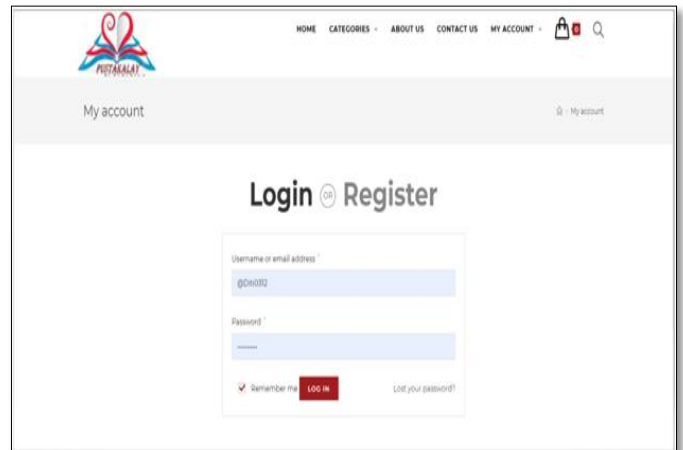 HOME CATEGORIES ABOUT US CONTACT US MY ACCOUNT 0
PUSTAKALAY
My account
My account
Login OR Register
Username or email address *
Password *
Remember me LOG IN Lost your password?